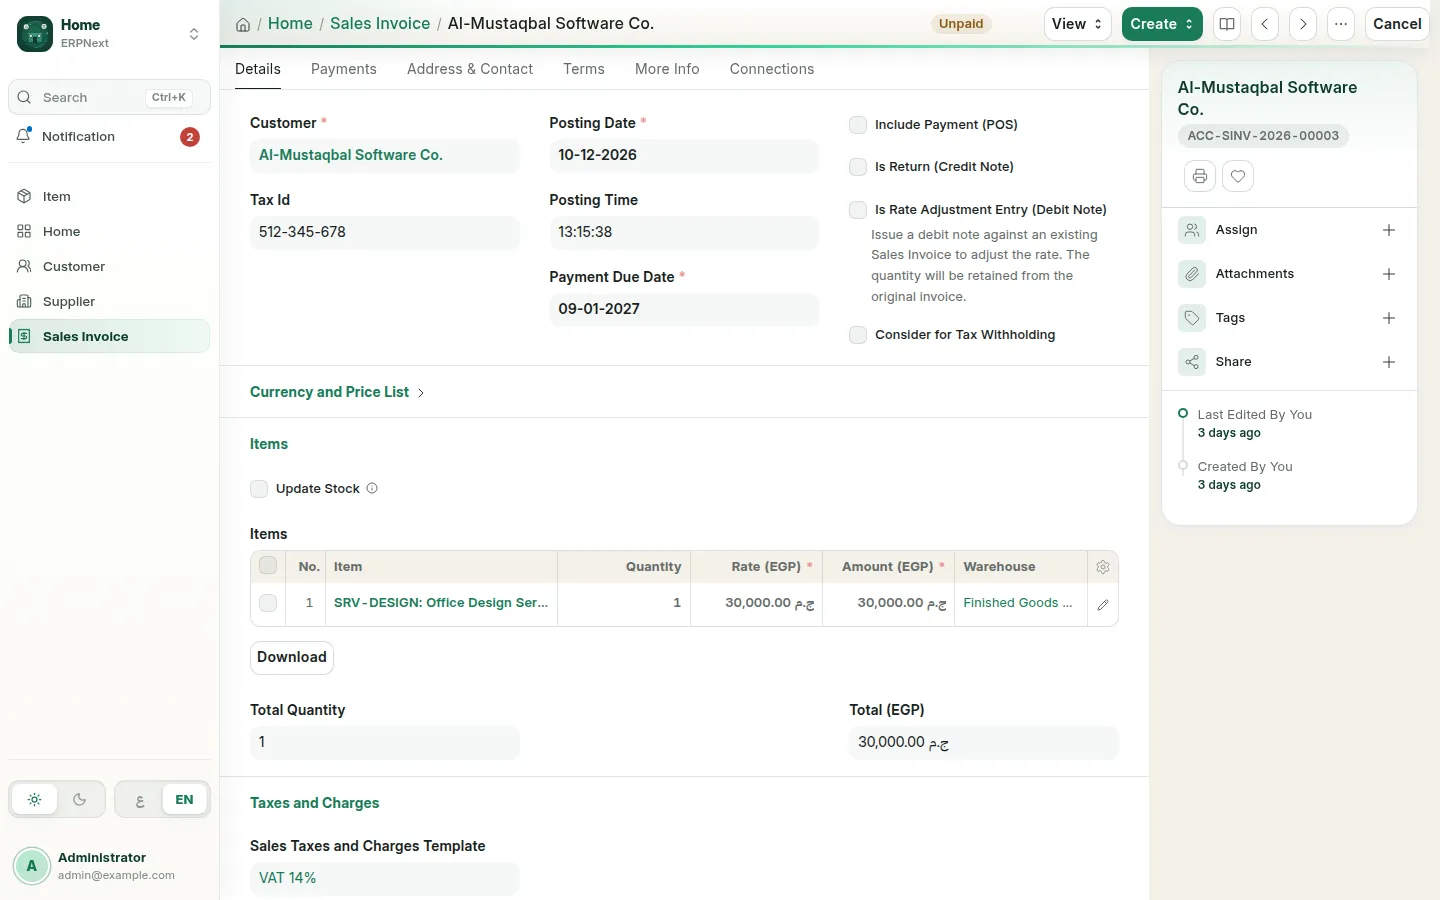 Home
ERPNext
Search
Ctrl+K
Notification
2
Item
Home
Customer
Supplier
Sales Invoice
ع
EN
A
Administrator
admin@example.com
/ Home / Sales Invoice / Al-Mustaqbal Software Co.
Unpaid
View
Create
Cancel
Details
Payments
Address & Contact
Terms
More Info
Connections
Customer *
Al-Mustaqbal Software Co.
Tax Id
512-345-678
Posting Date *
10-12-2026
Posting Time
13:15:38
Payment Due Date *
09-01-2027
Include Payment (POS)
Is Return (Credit Note)
Is Rate Adjustment Entry (Debit Note)
Issue a debit note against an existing
Sales Invoice to adjust the rate. The
quantity will be retained from the
original invoice.
Consider for Tax Withholding
Currency and Price List
Items
Update Stock
Items
No.
Item
Quantity
Rate (EGP) *
Amount (EGP) *
Warehouse
1
SRV-DESIGN: Office Design Ser...
1
30,000.00 ج.م
30,000.00 ج.م
Finished Goods ...
Download
Total Quantity
1
Total (EGP)
30,000.00 ج.م
Taxes and Charges
Sales Taxes and Charges Template
VAT 14%
Al-Mustaqbal Software
Co.
ACC-SINV-2026-00003
Assign
Attachments
Tags
Share
Last Edited By You
3 days ago
Created By You
3 days ago